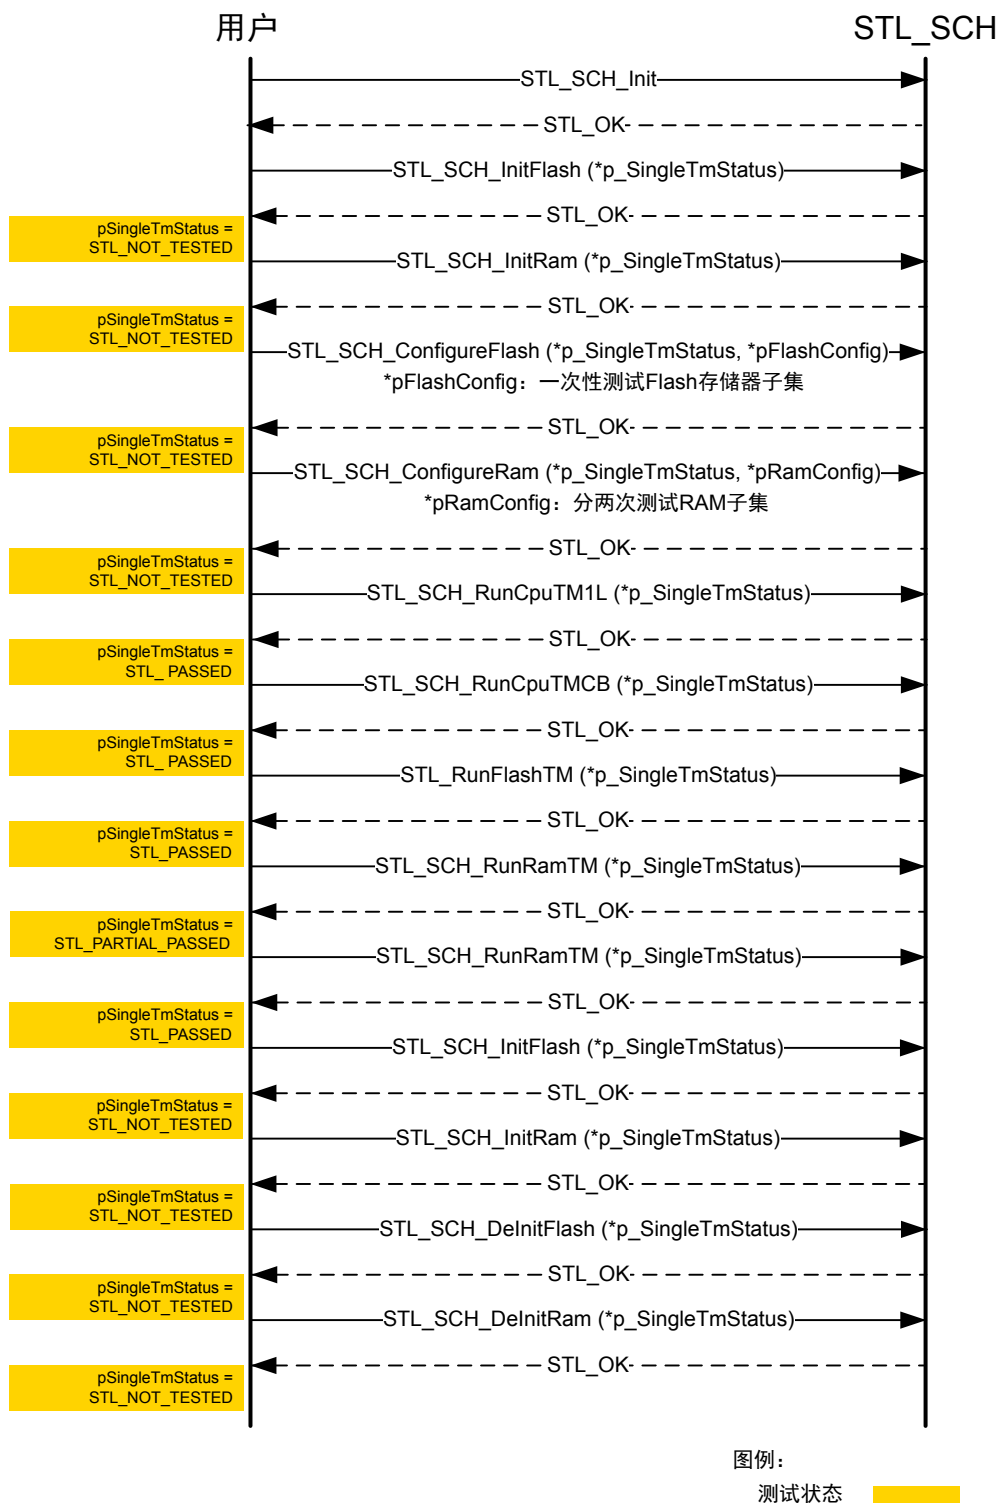 用户
STL_SCH
STL_SCH_Init
STL_OK
STL_SCH_InitFlash (*p_SingleTmStatus)
STL_OK
pSingleTmStatus =
STL_NOT_TESTED
STL_SCH_InitRam (*p_SingleTmStatus)
STL_OK
pSingleTmStatus =
STL_NOT_TESTED
STL_SCH_ConfigureFlash (*p_SingleTmStatus, *pFlashConfig)
*pFlashConfig：一次性测试Flash存储器子集
STL_OK
pSingleTmStatus =
STL_NOT_TESTED
STL_SCH_ConfigureRam (*p_SingleTmStatus, *pRamConfig)
*pRamConfig：分两次测试RAM子集
STL_OK
pSingleTmStatus =
STL_NOT_TESTED
STL_SCH_RunCpuTM1L (*p_SingleTmStatus)
STL_OK
pSingleTmStatus =
STL_ PASSED
STL_SCH_RunCpuTMCB (*p_SingleTmStatus)
STL_OK
pSingleTmStatus =
STL_ PASSED
STL_RunFlashTM (*p_SingleTmStatus)
STL_OK
pSingleTmStatus =
STL_PASSED
STL_SCH_RunRamTM (*p_SingleTmStatus)
STL_OK
pSingleTmStatus =
STL_PARTIAL_PASSED
STL_SCH_RunRamTM (*p_SingleTmStatus)
STL_OK
pSingleTmStatus =
STL_PASSED
STL_SCH_InitFlash (*p_SingleTmStatus)
STL_OK
pSingleTmStatus =
STL_NOT_TESTED
STL_SCH_InitRam (*p_SingleTmStatus)
STL_OK
pSingleTmStatus =
STL_NOT_TESTED
STL_SCH_DeInitFlash (*p_SingleTmStatus)
STL_OK
pSingleTmStatus =
STL_NOT_TESTED
STL_SCH_DeInitRam (*p_SingleTmStatus)
STL_OK
pSingleTmStatus =
STL_NOT_TESTED
图例：
测试状态